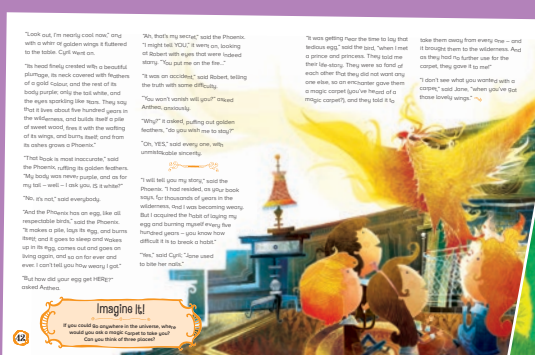 "Look out, I'm nearly cool now," and
with a whirr of golden wings it fluttered
to the table. Cyril went on.
"Its head finely crested with a beautiful
plumage, its neck covered with feathers
of a gold colour, and the rest of its
body purple; only the tail white, and
the eyes sparkling like stars. They say
that it lives about five hundred years in
the wilderness, and builds itself a pile
of sweet wood, fires it with the wafting
of its wings, and burns itself; and from
its ashes grows a Phoenix."
"That book is most inaccurate," said
the Phoenix, ruffling its golden feathers.
"My body was never purple, and as for
my tail – well – I ask you, IS it white?"
"No, it's not," said everybody.
"And the Phoenix has an egg, like all
respectable birds," said the Phoenix.
"It makes a pile, lays its egg, and burns
itself; and it goes to sleep and wakes
up in its egg, comes out and goes on
living again, and so on for ever and
ever. I can't tell you how weary I got."
"But how did your egg get HERE?"
asked Anthea.
"Ah, that's my secret," said the Phoenix.
"I might tell YOU," it went on, looking
at Robert with eyes that were indeed
starry. "You put me on the fire..."
"It was an accident," said Robert, telling
the truth with some difficulty.
"You won't vanish will you?" asked
Anthea, anxiously.
"Why?" it asked, puffing out golden
feathers, "do you wish me to stay?"
"Oh, YES," said every one, with
unmistakable sincerity.
"I will tell you my story," said the
Phoenix. "I had resided, as your book
says, for thousands of years in the
wilderness, and I was becoming weary.
But I acquired the habit of laying my
egg and burning myself every five
hundred years – you know how
difficult it is to break a habit."
"Yes," said Cyril; "Jane used
to bite her nails."
"It was getting near the time to lay that
tedious egg," said the bird, "when I met
a prince and princess. They told me
their life story. They were so fond of
each other that they did not want any
one else, so an enchanter gave them
a magic carpet (you've heard of a
magic carpet?), and they told it to
take them away from every one – and
it brought them to the wilderness. And
as they had no further use for the
carpet, they gave it to me!"
"I don't see what you wanted with a
carpet," said Jane, "when you've got
those lovely wings."
Imagine It!
If you could go anywhere in the universe, where
would you ask a magic carpet to take you?
Can you think of three places?
42